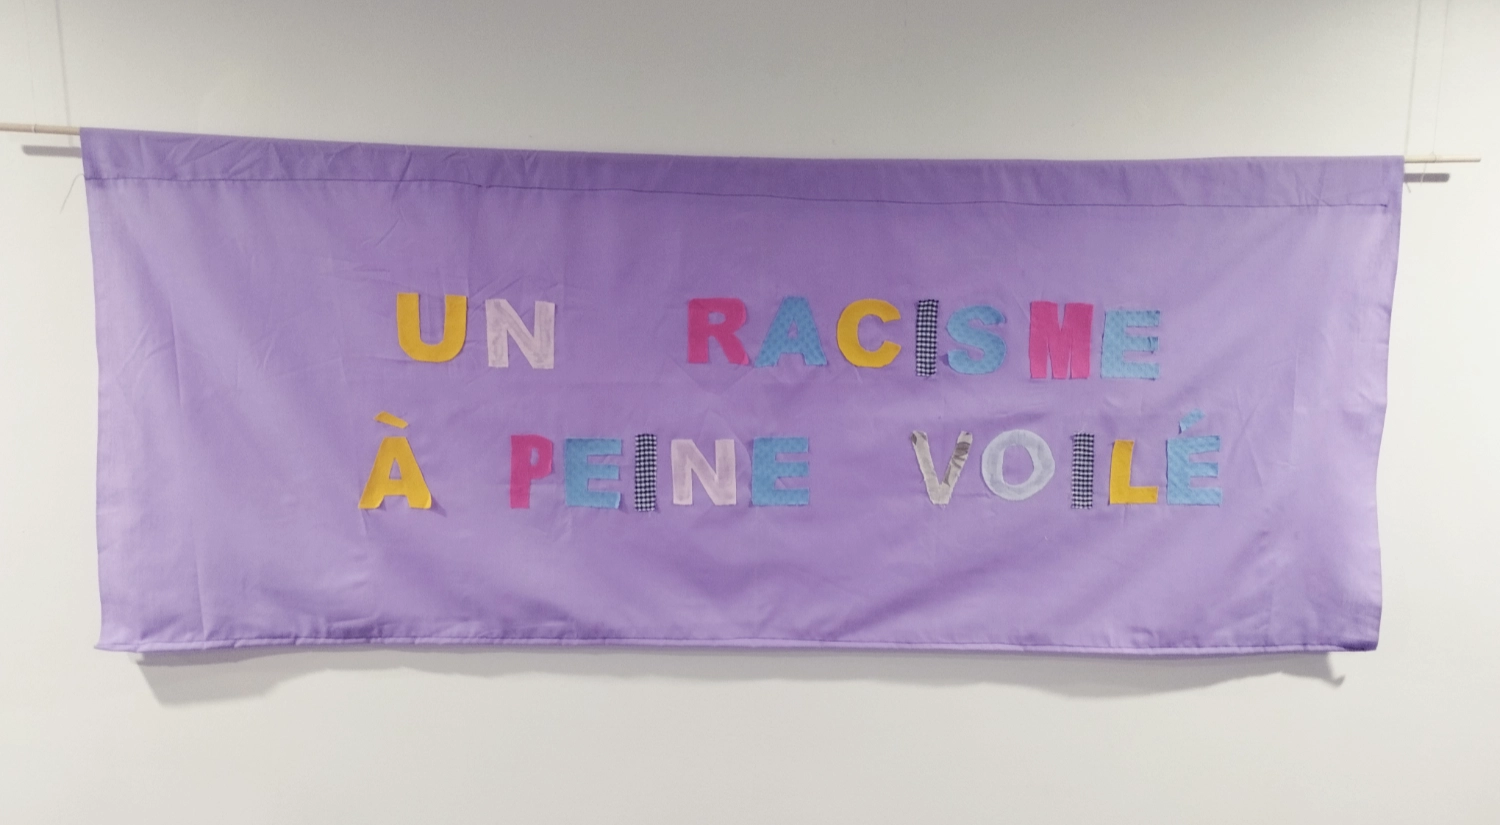 UN RACISME
À PEINE VOILÉ